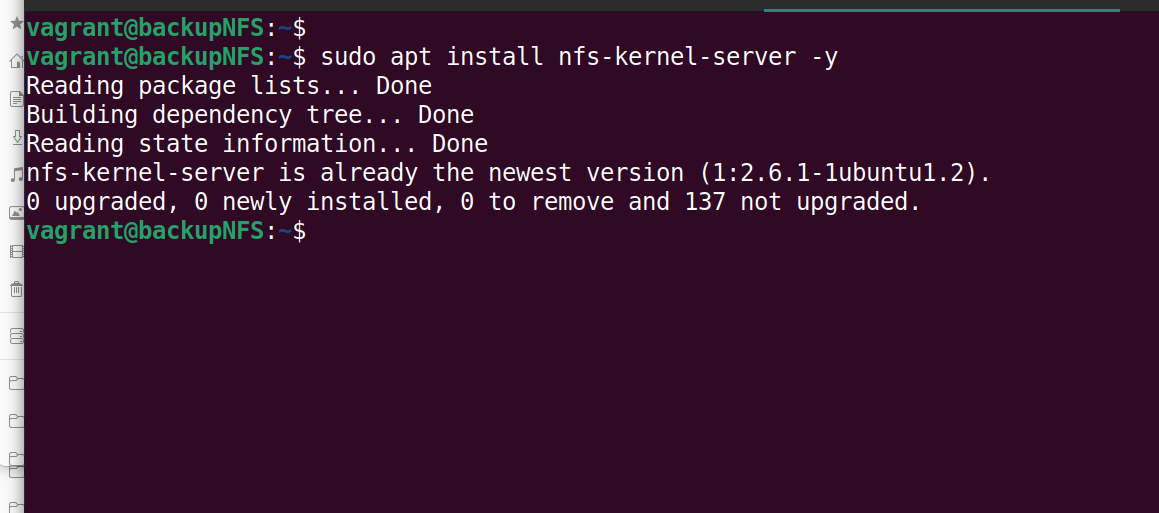 vagrant@backupNFS:~$
vagrant@backupNFS:~$ sudo apt install nfs-kernel-server -y
Reading package lists... Done
Building dependency tree... Done
Reading state information... Done
nfs-kernel-server is already the newest version (1:2.6.1-1ubuntu1.2).
0 upgraded, 0 newly installed, 0 to remove and 137 not upgraded.
vagrant@backupNFS:~$